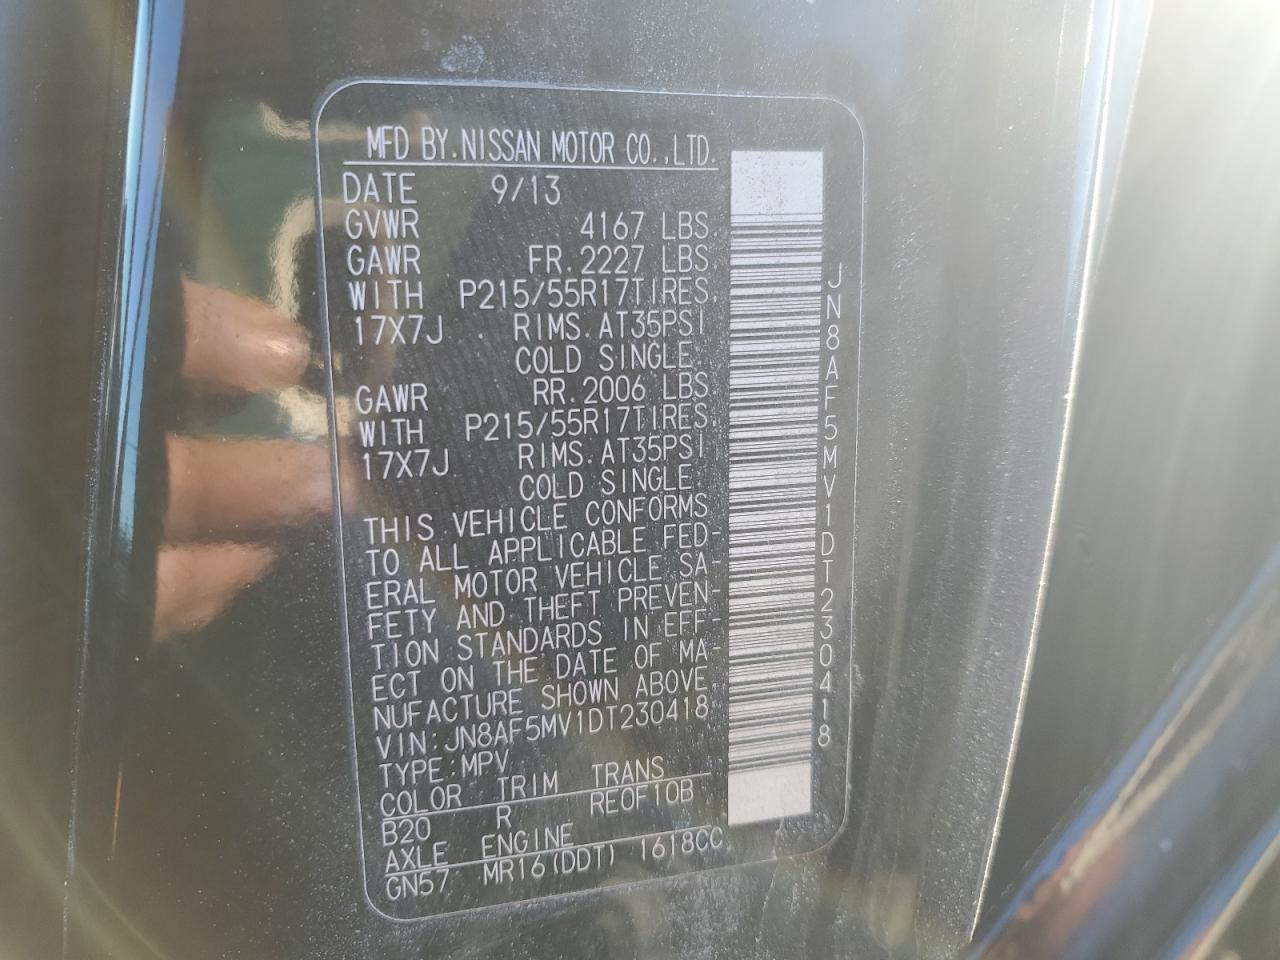 MFD BY.NISSAN MOTOR CO.,LTD.
DATE 9/13
GVWR 4167 LBS.
GAWR FR.2227 LBS.
WITH P215/55R17TIRES.
17X7J RIMS.AT35PSI
COLD SINGLE.
GAWR RR.2006 LBS.
WITH P215/55R17TIRES.
17X7J RIMS.AT35PSI
COLD SINGLE.
THIS VEHICLE CONFORMS
TO ALL APPLICABLE FED-
ERAL MOTOR VEHICLE SA-
FETY AND THEFT PREVEN-
TION STANDARDS IN EFF-
ECT ON THE DATE OF MA-
NUFACTURE SHOWN ABOVE
VIN:JN8AF5MV1DT230418
TYPE:MPV
COLOR TRIM TRANS
B20 R RE0F10B
AXLE ENGINE
GN57 MR16(DDT) 1618CC
JN8AF5MV1DT230418